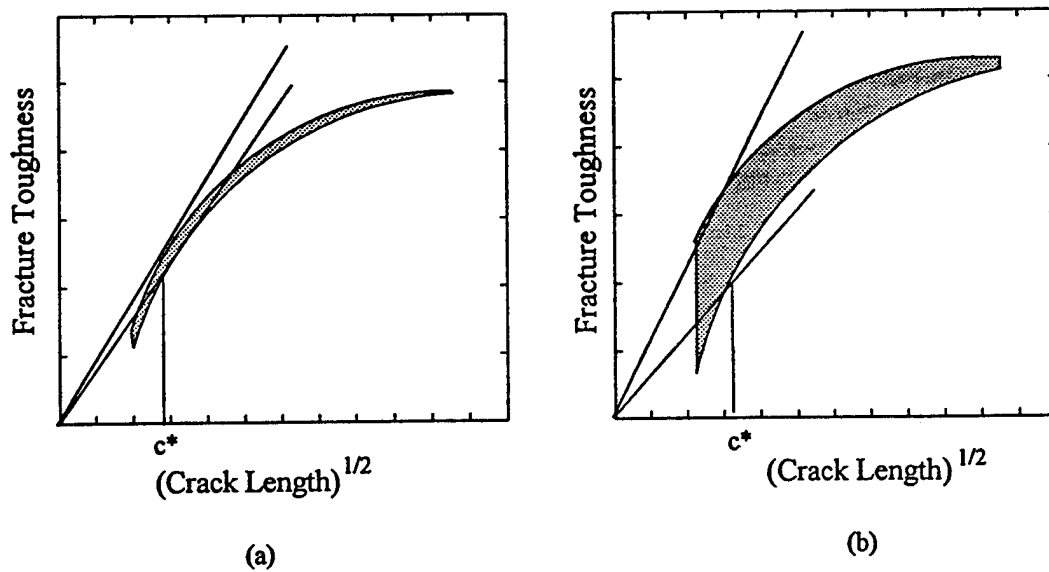 Fracture Toughness
c*
(Crack Length)^1/2
(a)
Fracture Toughness
c*
(Crack Length)^1/2
(b)